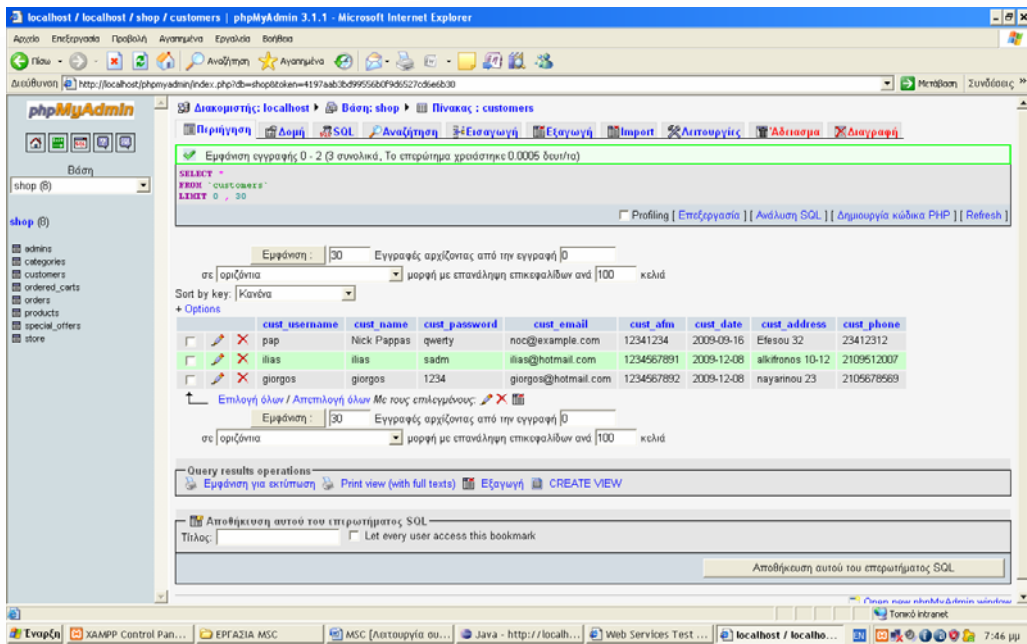 localhost / localhost / shop / customers | phpMyAdmin 3.1.1 - Microsoft Internet Explorer
Αρχείο Επεξεργασία Προβολή Αγαπημένα Εργαλεία Βοήθεια
Πίσω Αναζήτηση Αγαπημένα
Διεύθυνση http://localhost/phpmyadmin/index.php?db=shop&token=4197aab3bd99556b0f9d6527cd6e6b30 Μετάβαση Συνδέσεις »
phpMyAdmin
Βάση
shop (8)
shop (8)
admins
categories
customers
ordered_carts
orders
products
special_offers
store
Διακομιστής: localhost Βάση: shop Πίνακας : customers
Περιήγηση Δομή SQL Αναζήτηση Εισαγωγή Εξαγωγή Import Λειτουργίες Άδειασμα Διαγραφή
Εμφάνιση εγγραφής 0 - 2 (3 συνολικά, Το επερώτημα χρειάστηκε 0.0005 δευτ/τα)
SELECT *
FROM `customers`
LIMIT 0 , 30
Profiling [ Επεξεργασία ] [ Ανάλυση SQL ] [ Δημιουργία κώδικα PHP ] [ Refresh ]
Εμφάνιση : 30 Εγγραφές αρχίζοντας από την εγγραφή 0
σε οριζόντια μορφή με επανάληψη επικεφαλίδων ανά 100 κελιά
Sort by key: Κανένα
+ Options
cust_username cust_name cust_password cust_email cust_afm cust_date cust_address cust_phone
pap Nick Pappas qwerty noc@example.com 12341234 2009-09-16 Efesou 32 23412312
ilias ilias sadm ilias@hotmail.com 1234567891 2009-12-08 alkifronos 10-12 2109512007
giorgos giorgos 1234 giorgos@hotmail.com 1234567892 2009-12-08 nayarinou 23 2105678569
Επιλογή όλων / Απεπιλογή όλων Με τους επιλεγμένους:
Εμφάνιση : 30 Εγγραφές αρχίζοντας από την εγγραφή 0
σε οριζόντια μορφή με επανάληψη επικεφαλίδων ανά 100 κελιά
Query results operations
Εμφάνιση για εκτύπωση Print view (with full texts) Εξαγωγή CREATE VIEW
Αποθήκευση αυτού του επερωτήματος SQL
Τίτλος: Let every user access this bookmark
Αποθήκευση αυτού του επερωτήματος SQL
Open new phpMyAdmin window
Τοπικό intranet
Έναρξη XAMPP Control Pan... ΕΡΓΑΣΙΑ MSC MSC [Λειτουργία συ... Java - http://localh... Web Services Test ... localhost / localho... EN 7:46 μμ